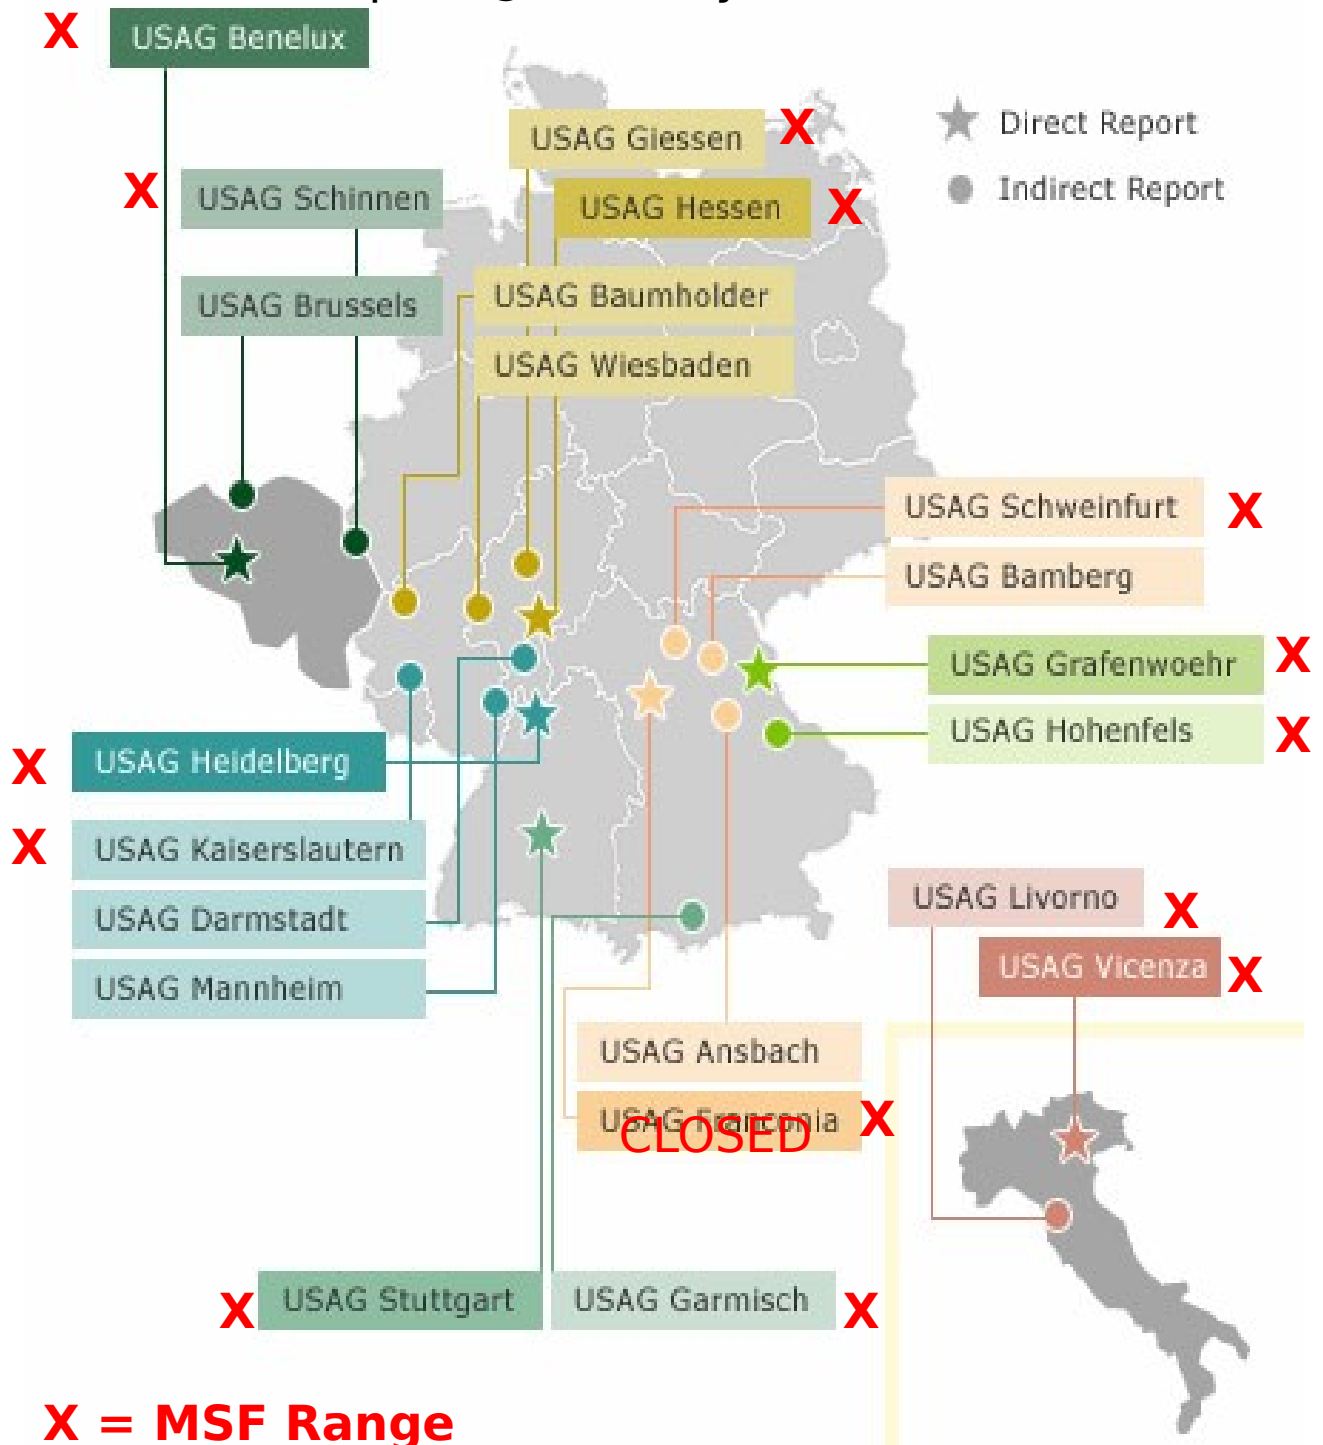 X USAG Benelux
USAG Giessen X
Direct Report
X USAG Schinnen
USAG Hessen X
Indirect Report
USAG Brussels
USAG Baumholder
USAG Wiesbaden
USAG Schweinfurt X
USAG Bamberg
USAG Grafenwoehr X
USAG Hohenfels X
X USAG Heidelberg
X USAG Kaiserslautern
USAG Darmstadt
USAG Mannheim
USAG Livorno X
USAG Vicenza X
USAG Ansbach
USAG Franconia X
CLOSED
X USAG Stuttgart
USAG Garmisch X
X = MSF Range